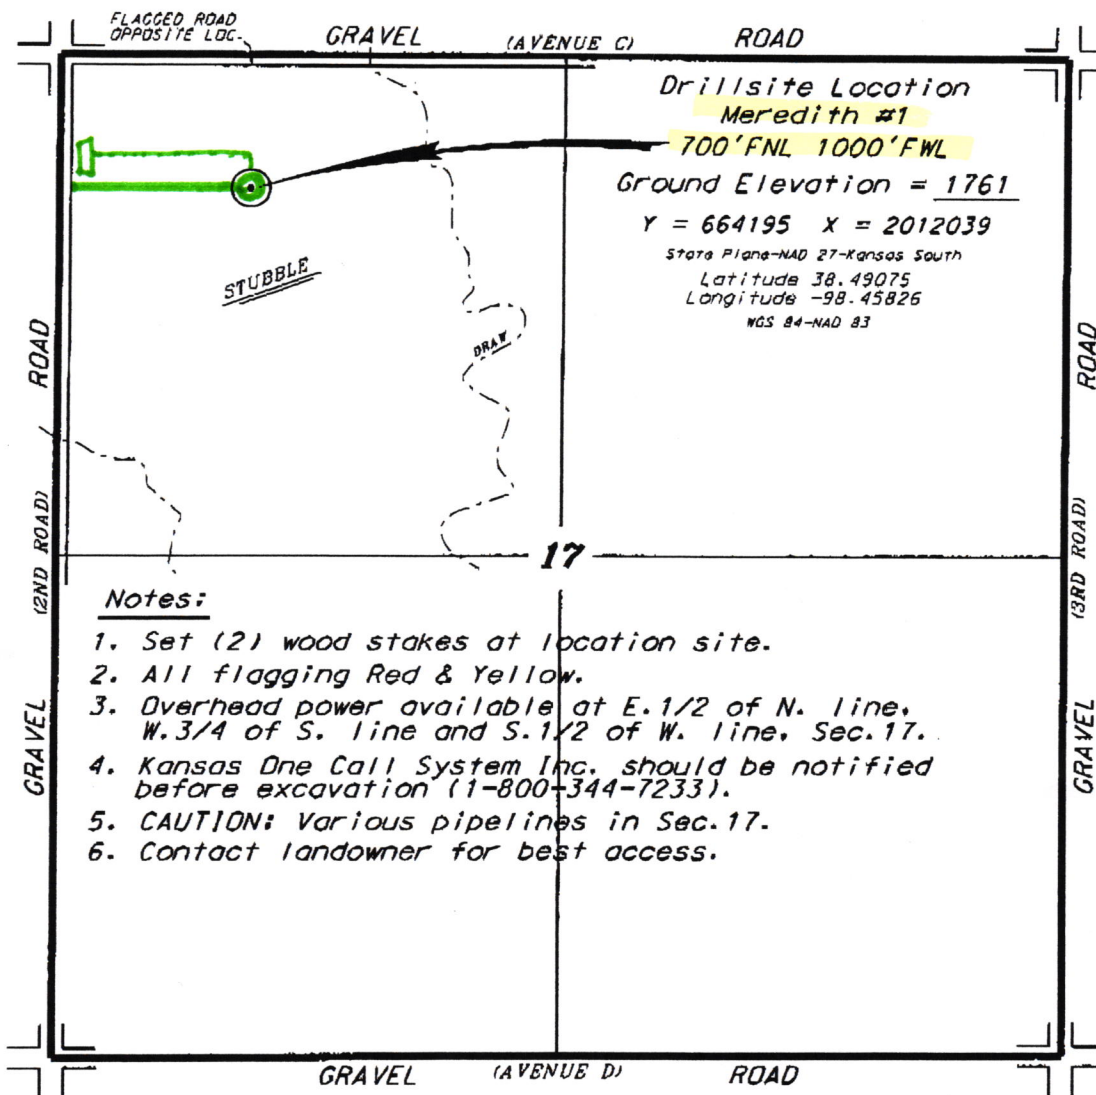 FLAGGED ROAD
OPPOSITE LOC.
GRAVEL (AVENUE C) ROAD
Drillsite Location
Meredith #1
700'FNL 1000'FWL
Ground Elevation = 1761
Y = 664195 X = 2012039
State Plane-NAD 27-Kansas South
Latitude 38.49075
Longitude -98.45826
WGS 84-NAD 83
STUBBLE
DRAW
GRAVEL (2ND ROAD) ROAD
GRAVEL (3RD ROAD) ROAD
17
Notes:
1. Set (2) wood stakes at location site.
2. All flagging Red & Yellow.
3. Overhead power available at E.1/2 of N. line,
W.3/4 of S. line and S.1/2 of W. line, Sec.17.
4. Kansas One Call System Inc. should be notified
before excavation (1-800-344-7233).
5. CAUTION: Various pipelines in Sec.17.
6. Contact landowner for best access.
GRAVEL (AVENUE D) ROAD